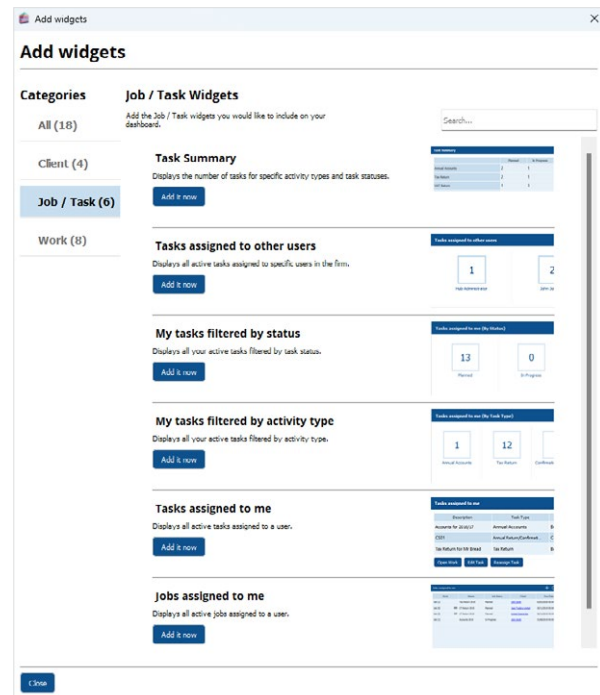 Add widgets
Add widgets
Categories
All (18)
Client (4)
Job / Task (6)
Work (8)
Job / Task Widgets
Add the Job / Task widgets you would like to include on your
dashboard.
Search...
Task Summary
Displays the number of tasks for specific activity types and task statuses.
Add it now
Task Summary
Planned In Progress
Annual Accounts 2 1
Tax Return 2 1
Tasks assigned to other users
Displays all active tasks assigned to specific users in the firm.
Add it now
Tasks assigned to other users
1 2
My tasks filtered by status
Displays all your active tasks filtered by task status.
Add it now
Tasks assigned to me (By Status)
13 0
Planned In Progress
My tasks filtered by activity type
Displays all your active tasks filtered by activity type.
Add it now
Tasks assigned to me (By Task Type)
1 12
Annual Accounts Tax Return
Tasks assigned to me
Displays all active tasks assigned to a user.
Add it now
Tasks assigned to me
Description Task Type
Annual Accounts
Tax Return for Mr Bread Tax Return
Open Work Edit Task Reassign Task
Jobs assigned to me
Displays all active jobs assigned to a user.
Add it now
Close